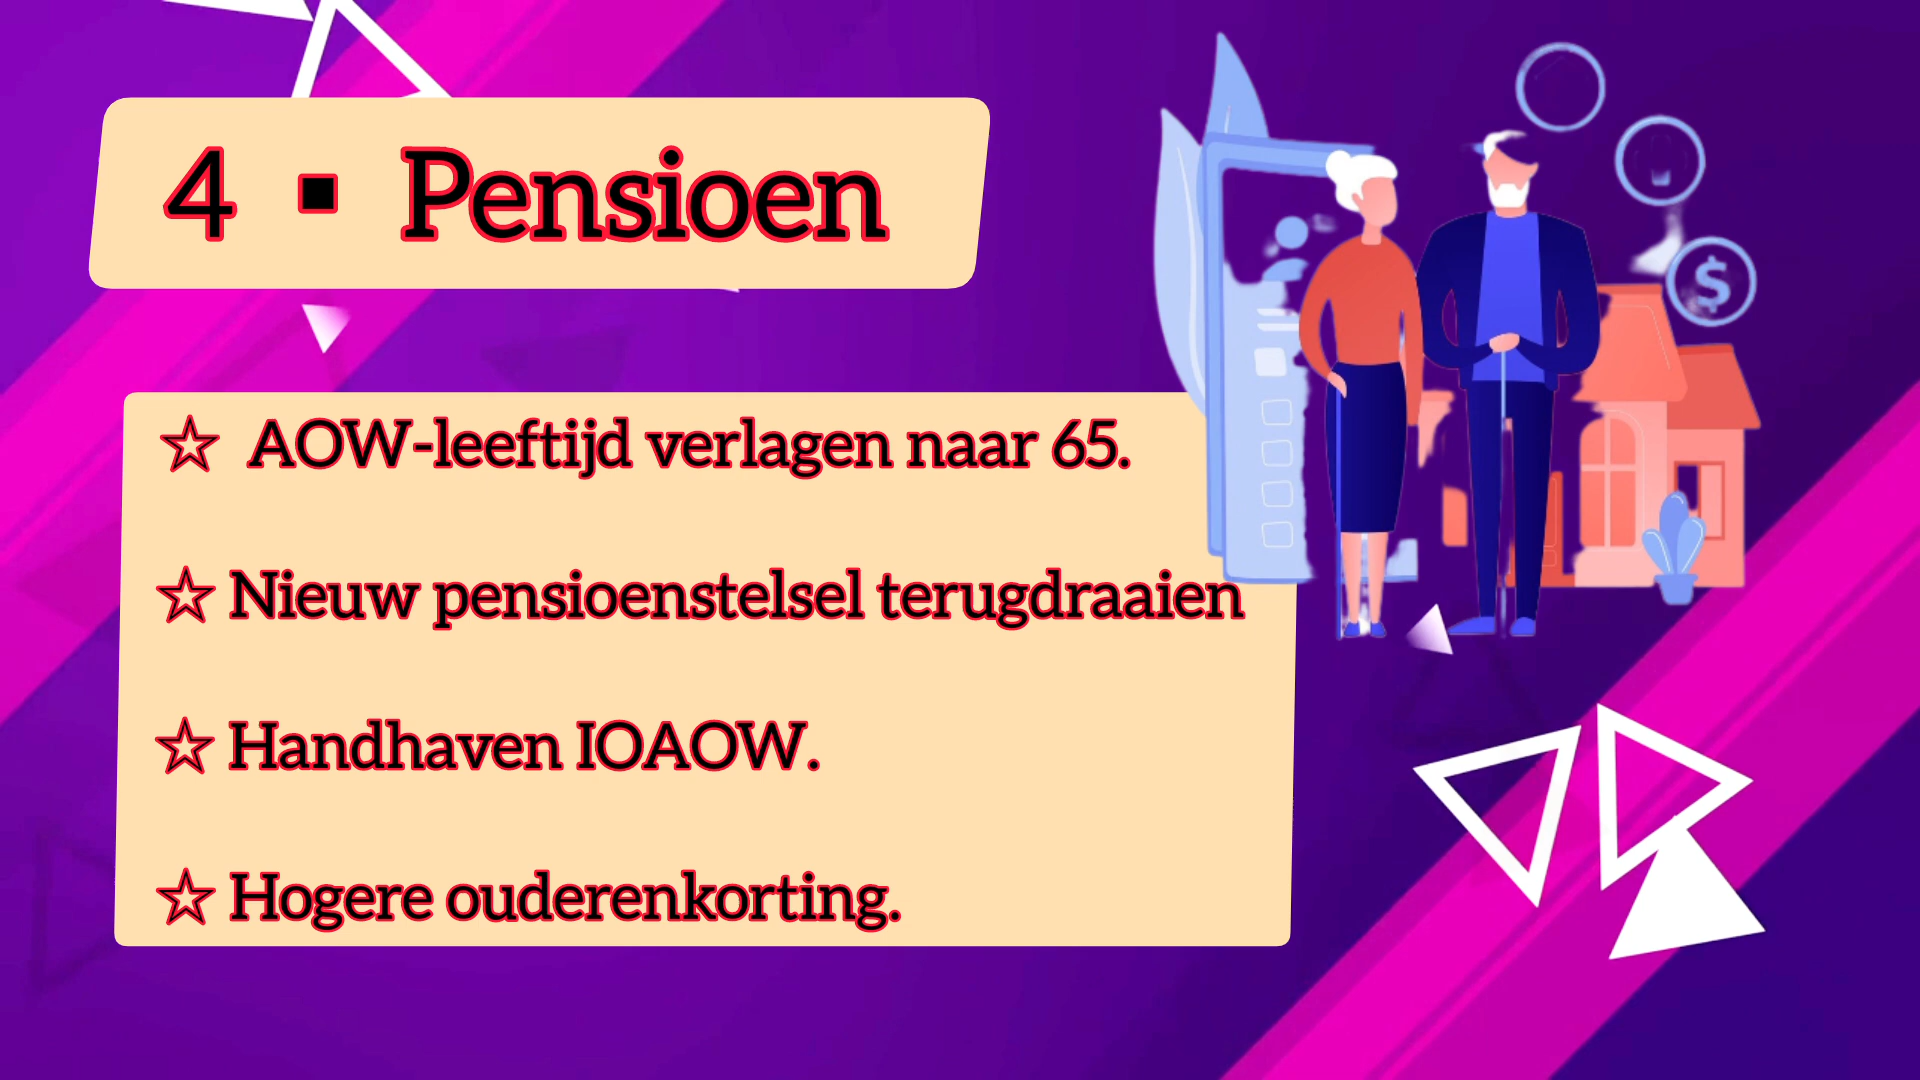 4 ▪ Pensioen
☆ AOW-leeftijd verlagen naar 65.
☆ Nieuw pensioenstelsel terugdraaien
☆ Handhaven IOAOW.
☆ Hogere ouderenkorting.
$